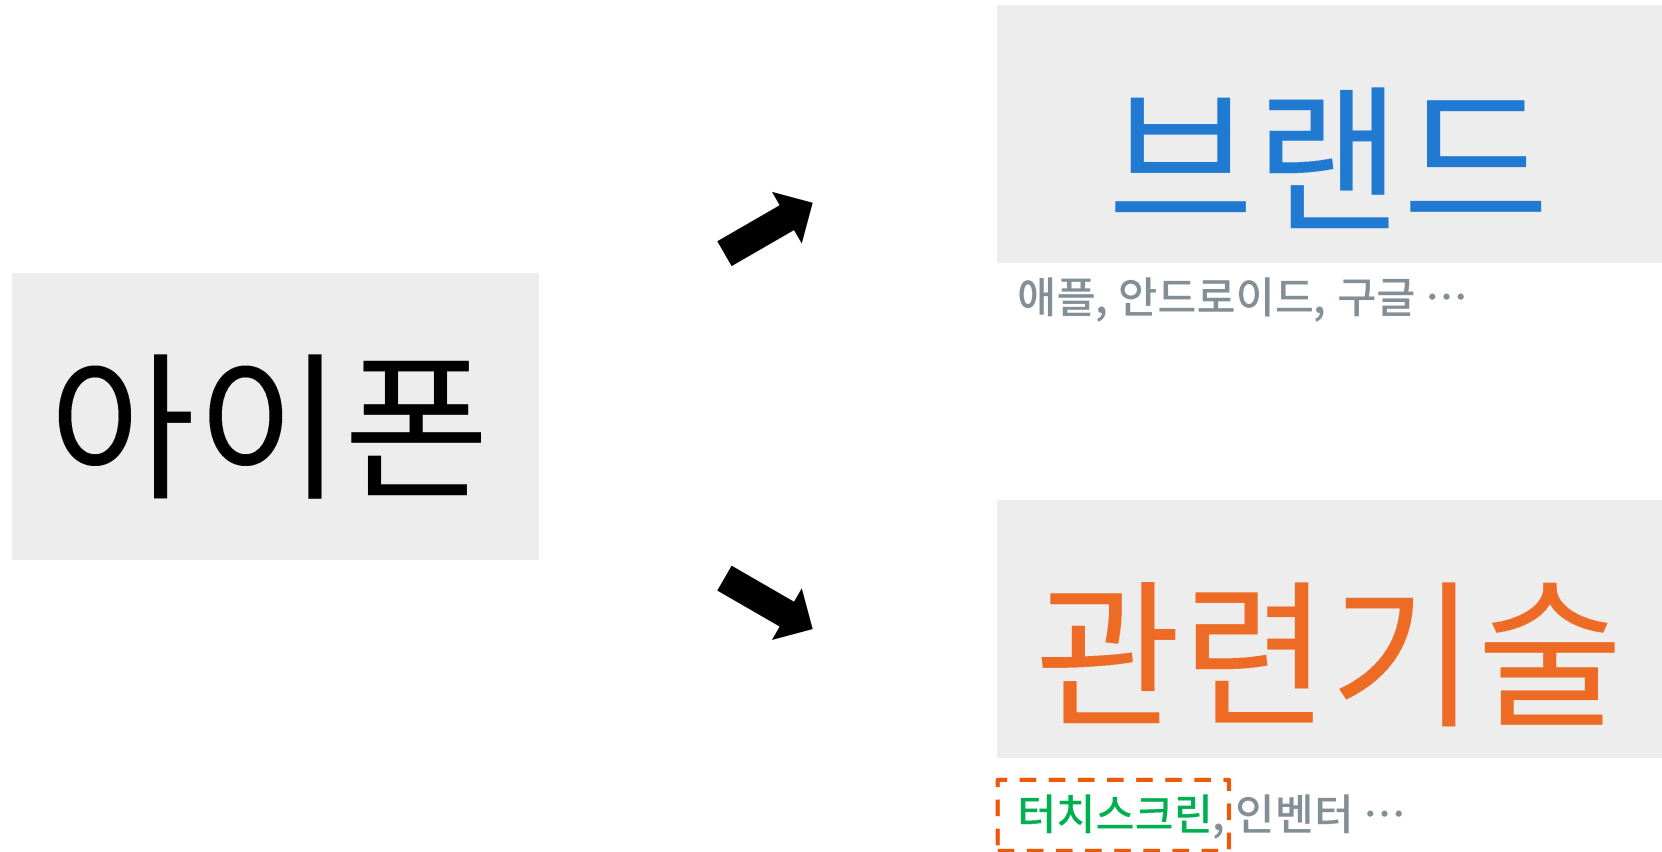 아이폰
브랜드
애플, 안드로이드, 구글 …
관련기술
터치스크린, 인벤터 …